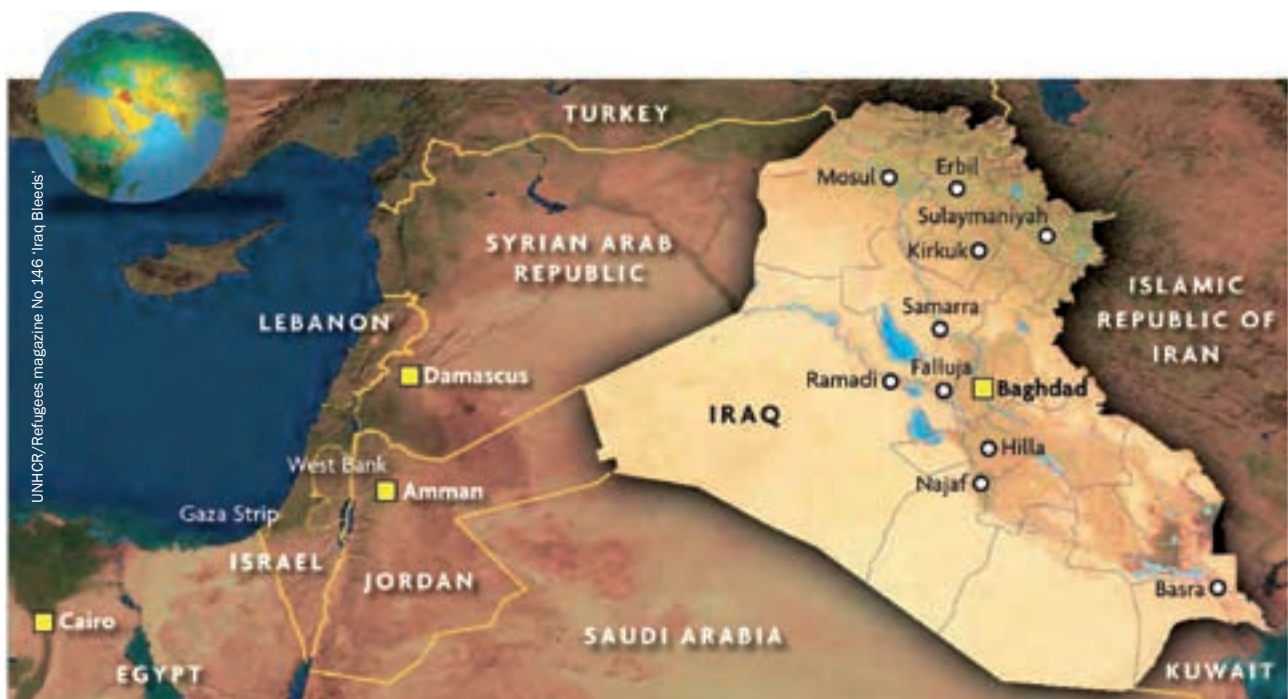 UNHCR/Refugees magazine No 146 'Iraq Bleeds'
TURKEY
Mosul
Erbil
Sulaymaniyah
Kirkuk
SYRIAN ARAB
REPUBLIC
ISLAMIC
REPUBLIC OF
IRAN
Samarra
LEBANON
Damascus
Ramadi
Falluja
Baghdad
IRAQ
Hilla
West Bank
Amman
Najaf
Gaza Strip
ISRAEL
JORDAN
Basra
Cairo
SAUDI ARABIA
EGYPT
KUWAIT